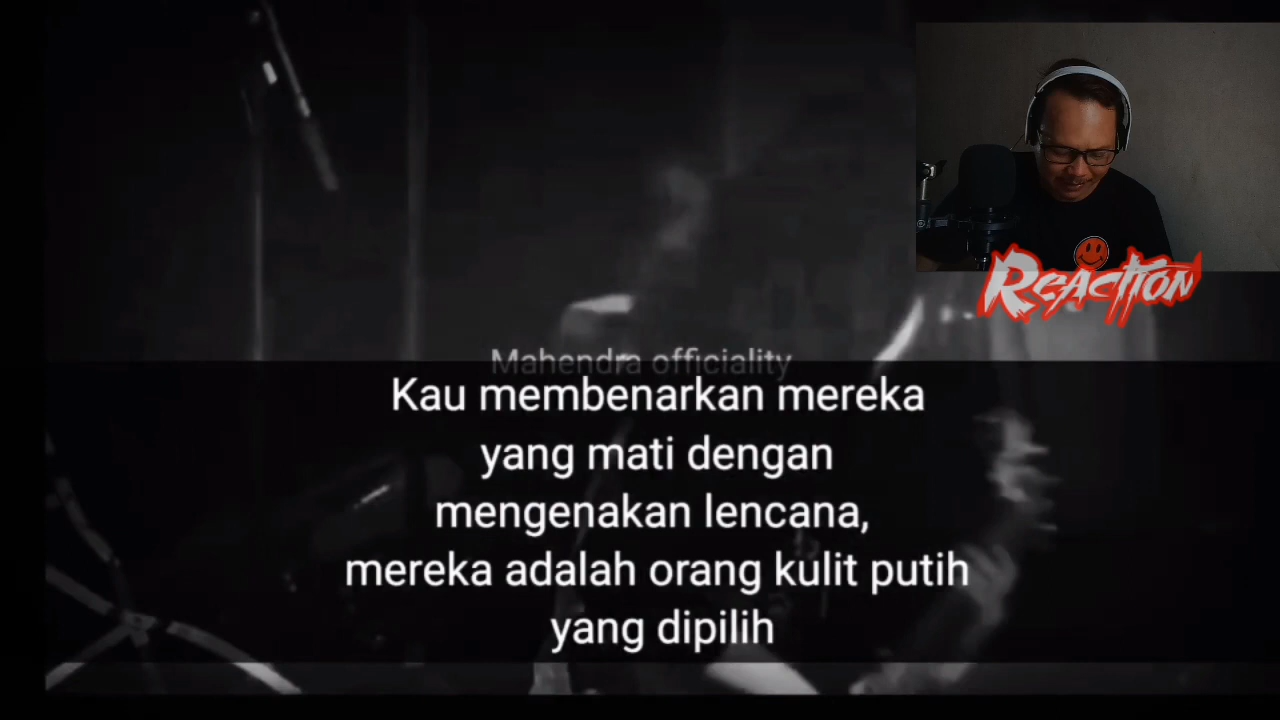 REACTION
Mahendra officiality
Kau membenarkan mereka
yang mati dengan
mengenakan lencana,
mereka adalah orang kulit putih
yang dipilih